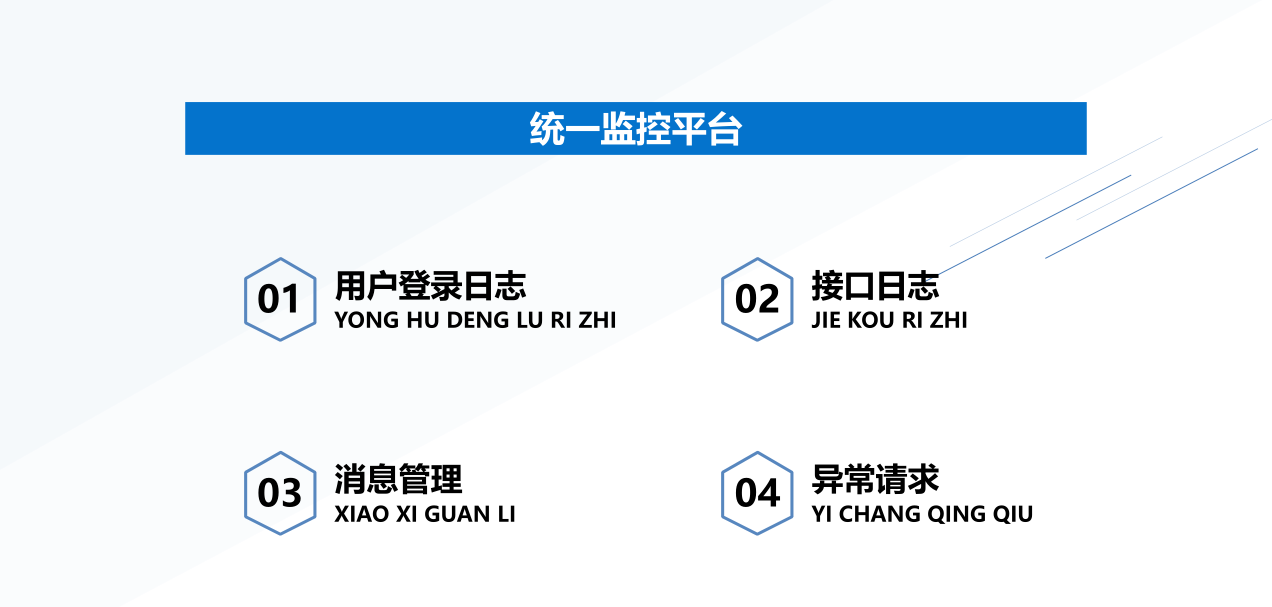 统一监控平台
01 用户登录日志
YONG HU DENG LU RI ZHI
02 接口日志
JIE KOU RI ZHI
03 消息管理
XIAO XI GUAN LI
04 异常请求
YI CHANG QING QIU